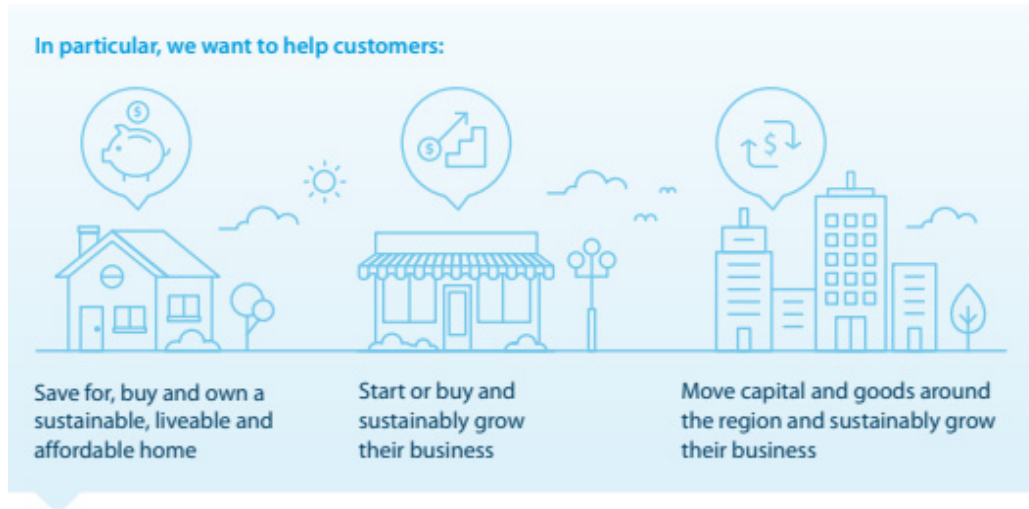 In particular, we want to help customers:
$
$
$
Save for, buy and own a
sustainable, liveable and
affordable home
Start or buy and
sustainably grow
their business
Move capital and goods around
the region and sustainably grow
their business